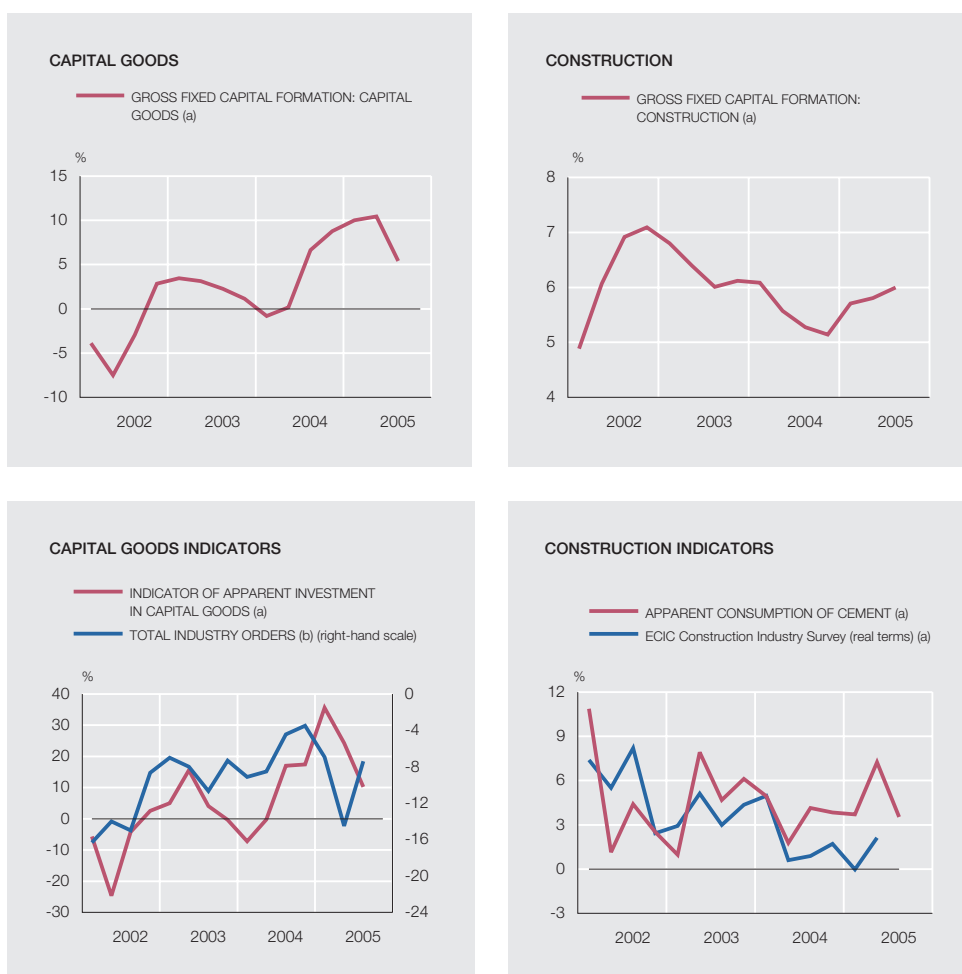 CAPITAL GOODS
GROSS FIXED CAPITAL FORMATION: CAPITAL
GOODS (a)
%
15
10
5
0
-5
-10
2002 2003 2004 2005
CONSTRUCTION
GROSS FIXED CAPITAL FORMATION:
CONSTRUCTION (a)
%
8
7
6
5
4
2002 2003 2004 2005
CAPITAL GOODS INDICATORS
INDICATOR OF APPARENT INVESTMENT
IN CAPITAL GOODS (a)
TOTAL INDUSTRY ORDERS (b) (right-hand scale)
%
40 0
30 -4
20 -8
10 -12
0 -16
-10 -20
-20 -24
-30
2002 2003 2004 2005
CONSTRUCTION INDICATORS
APPARENT CONSUMPTION OF CEMENT (a)
ECIC Construction Industry Survey (real terms) (a)
%
12
9
6
3
0
-3
2002 2003 2004 2005